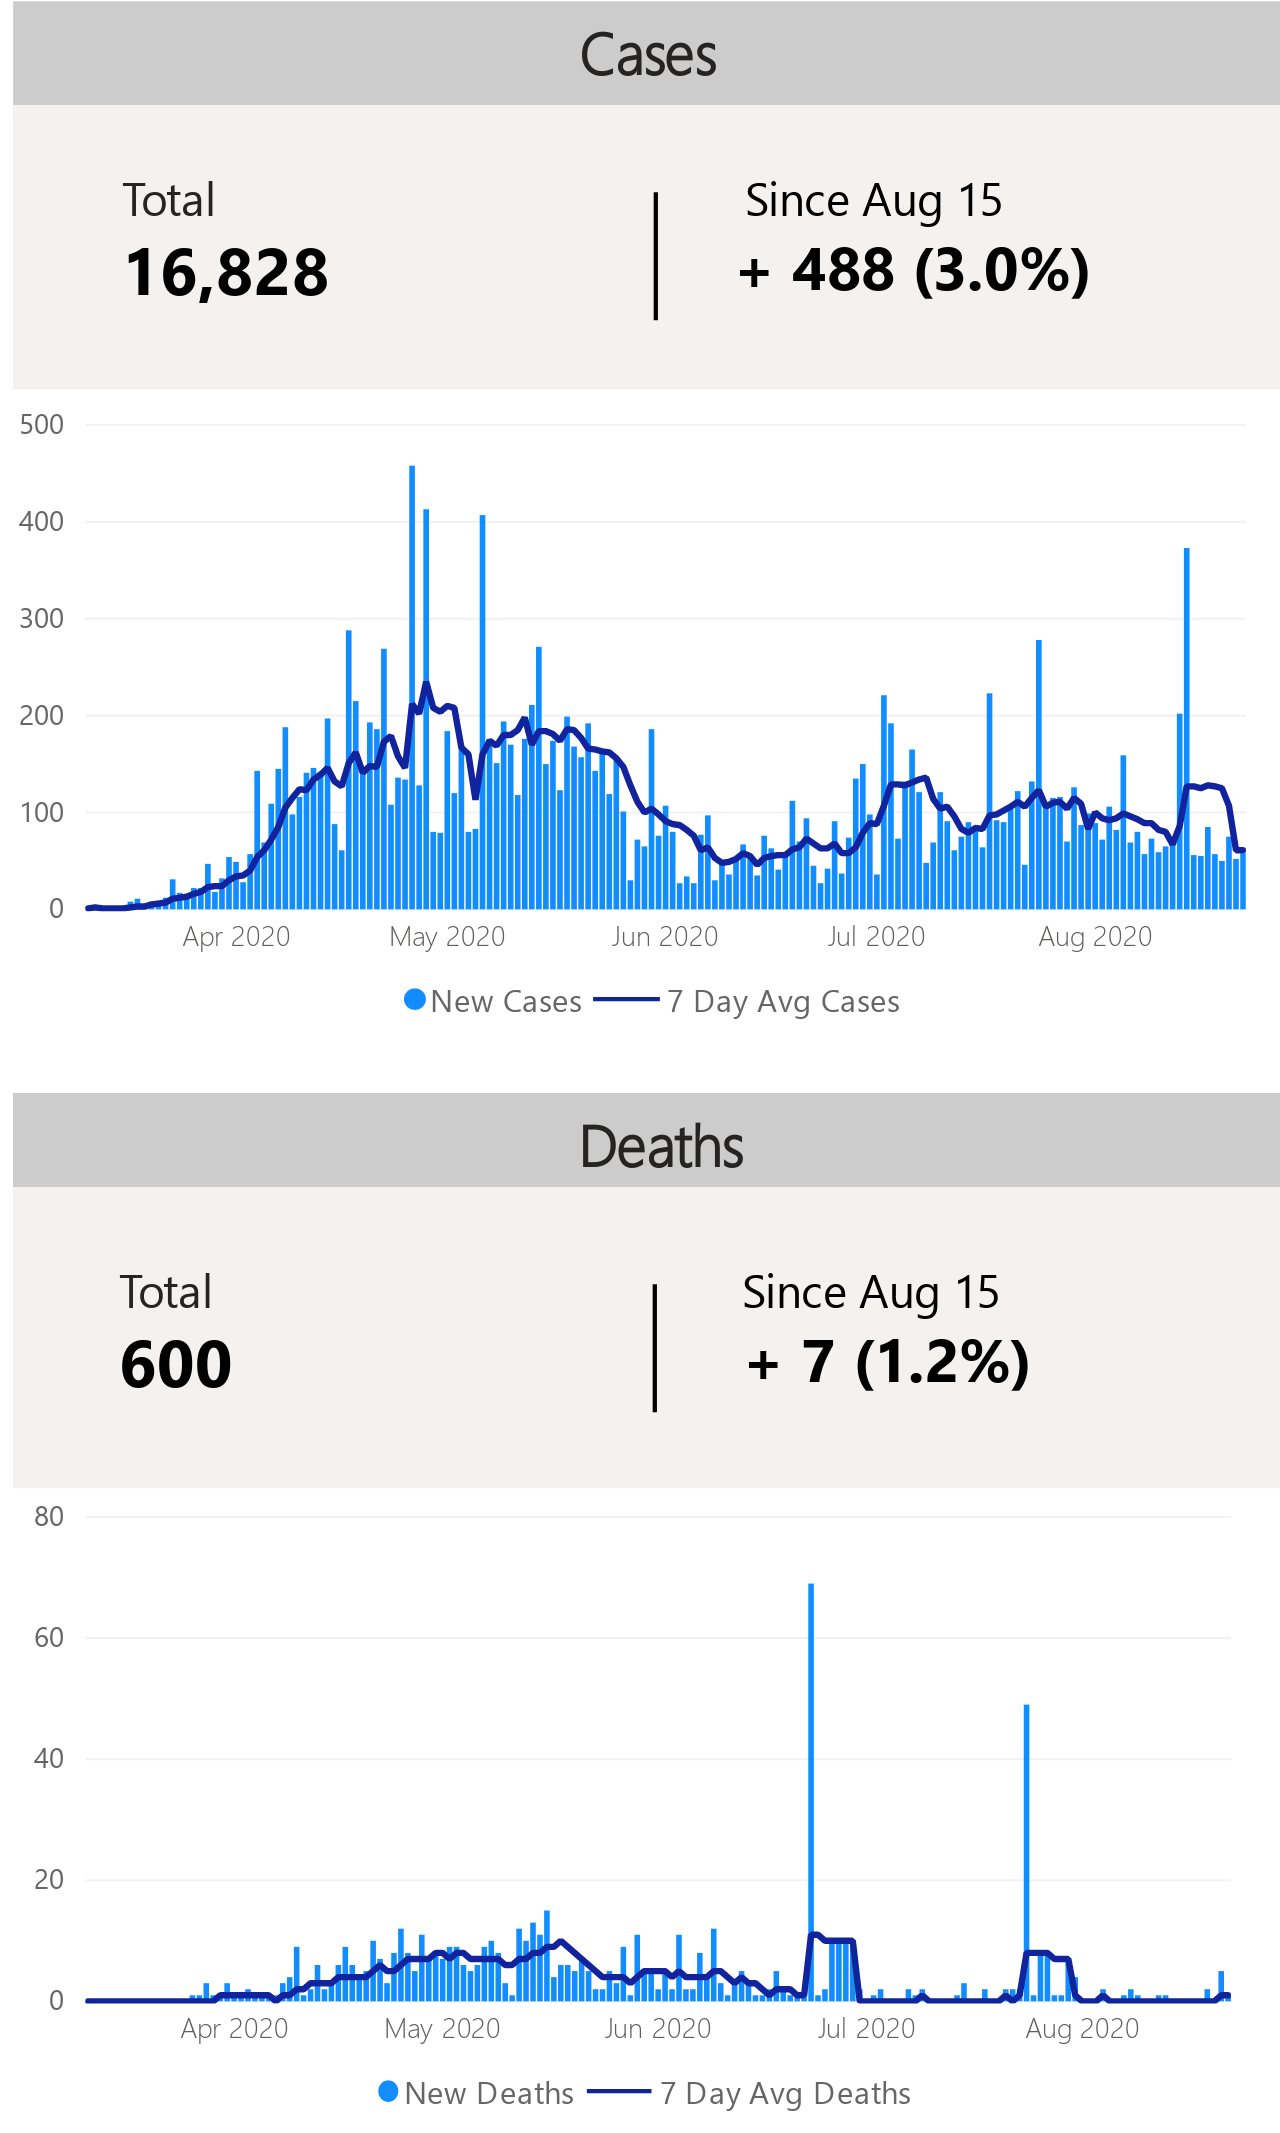 Cases
Total
Since Aug 15
16,828
+ 488 (3.0%)
500
400
300
200
100
0
Apr 2020
May 2020
Jun 2020
Jul 2020
Aug 2020
New Cases
7 Day Avg Cases
Deaths
Total
Since Aug 15
600
+ 7 (1.2%)
80
60
40
20
0
Apr 2020
May 2020
Jun 2020
Jul 2020
Aug 2020
New Deaths
7 Day Avg Deaths